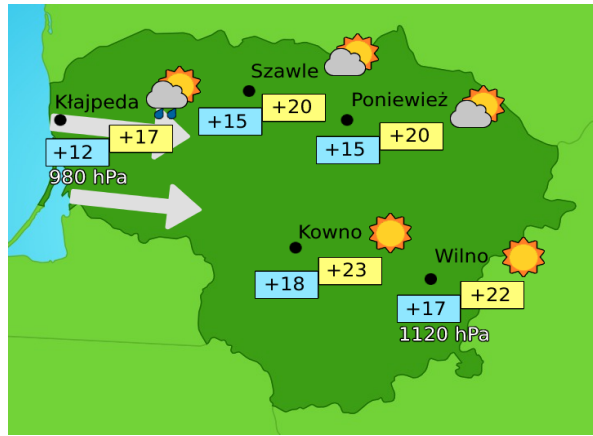 Szawle
+20
+15
Kłajpeda
+17
+12
980 hPa
Poniewież
+20
+15
Kowno
+23
+18
Wilno
+22
+17
1120 hPa